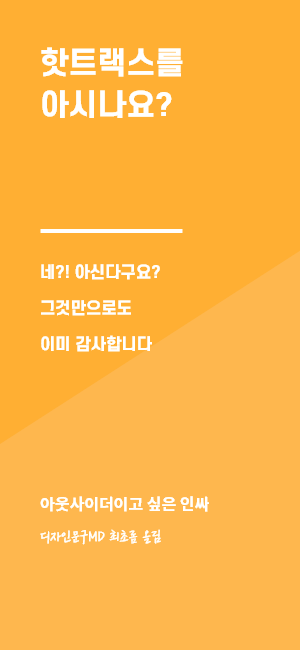 핫트랙스를
아시나요?
네?! 아신다구요?
그것만으로도
이미 감사합니다
아웃사이더이고 싶은 인싸
디자인문구MD 최초롬 올림